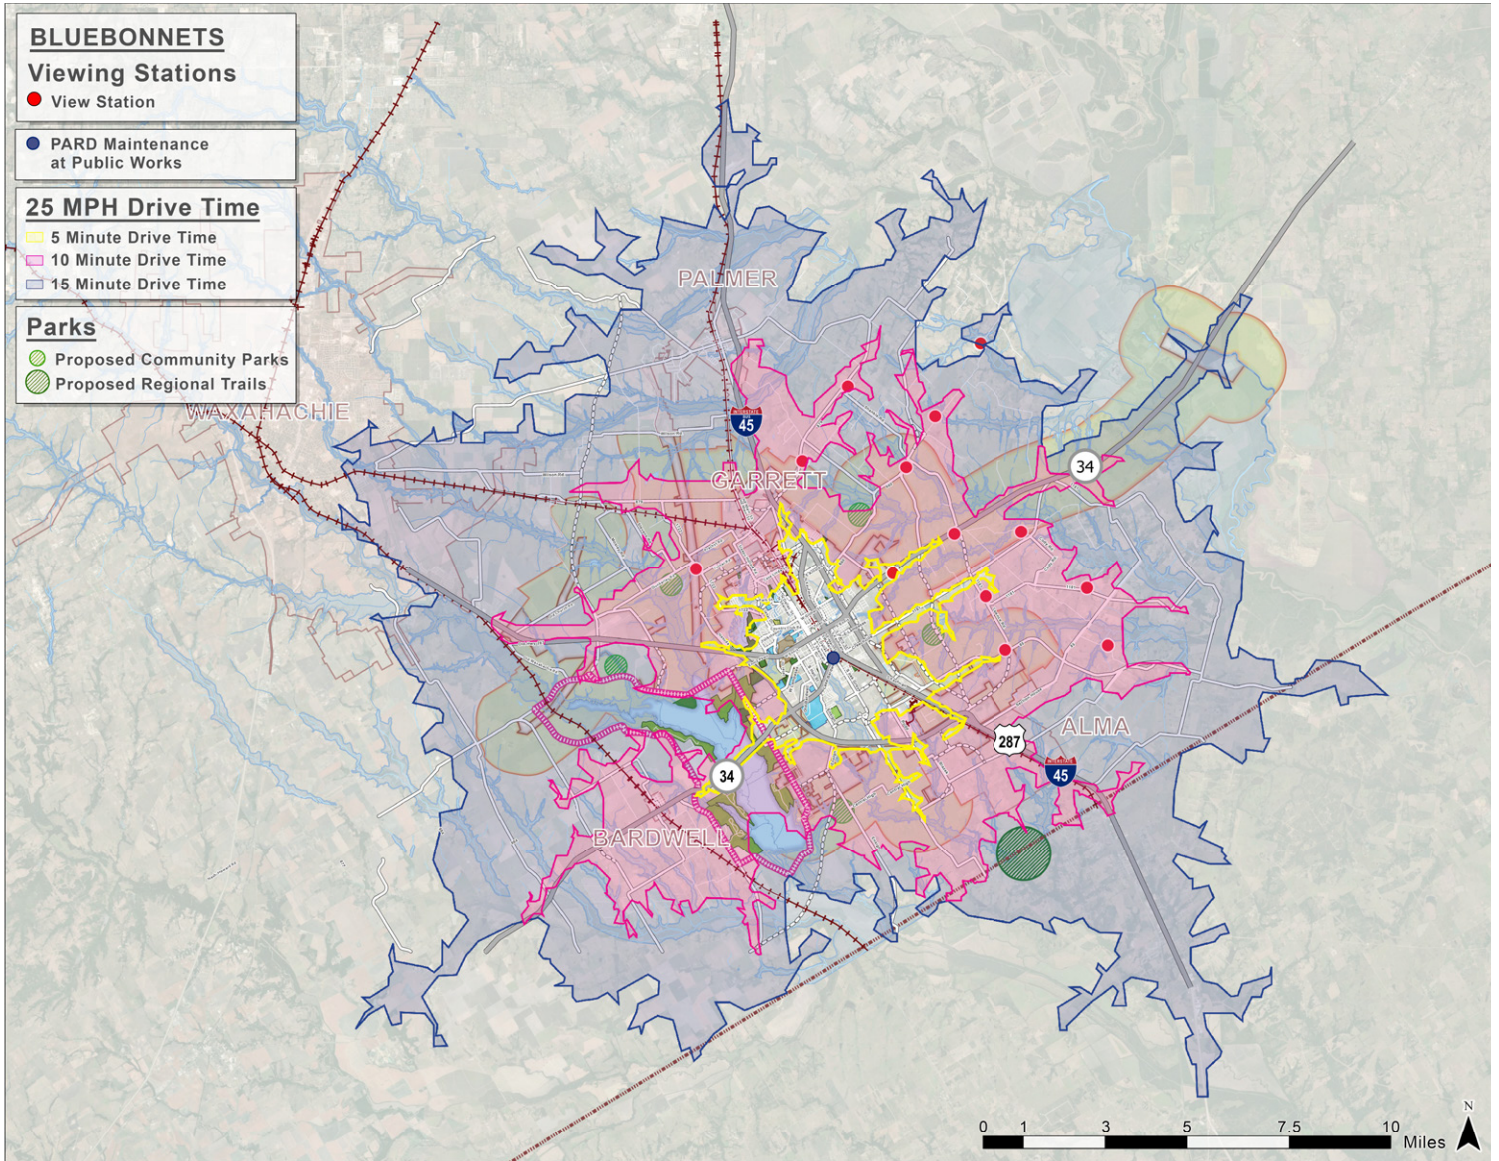 BLUEBONNETS
Viewing Stations
View Station
PARD Maintenance
at Public Works
25 MPH Drive Time
5 Minute Drive Time
10 Minute Drive Time
15 Minute Drive Time
Parks
Proposed Community Parks
Proposed Regional Trails
WAXAHACHIE
PALMER
INTERSTATE
45
GARRETT
34
ALMA
287
INTERSTATE
45
34
BARDWELL
N
0 1 3 5 7.5 10
Miles